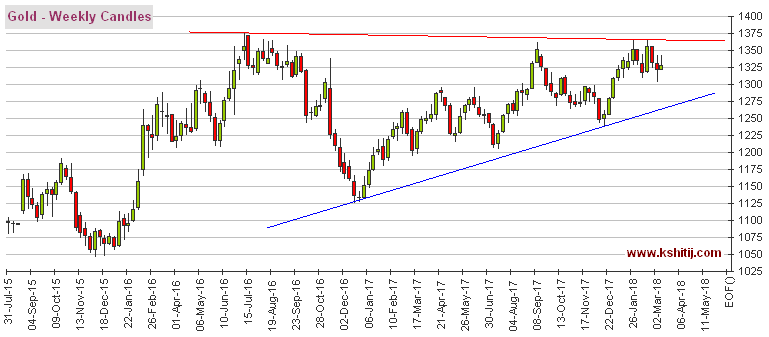 Gold - Weekly Candles
1400
1375
1350
1325
1300
1275
1250
1225
1200
1175
1150
1125
1100
1075
1050
1025
www.kshitij.com
31-Jul-15
04-Sep-15
09-Oct-15
13-Nov-15
18-Dec-15
22-Jan-16
26-Feb-16
01-Apr-16
06-May-16
10-Jun-16
15-Jul-16
19-Aug-16
23-Sep-16
28-Oct-16
02-Dec-16
06-Jan-17
10-Feb-17
17-Mar-17
21-Apr-17
26-May-17
30-Jun-17
04-Aug-17
08-Sep-17
13-Oct-17
17-Nov-17
22-Dec-17
26-Jan-18
02-Mar-18
06-Apr-18
11-May-18
EOF()